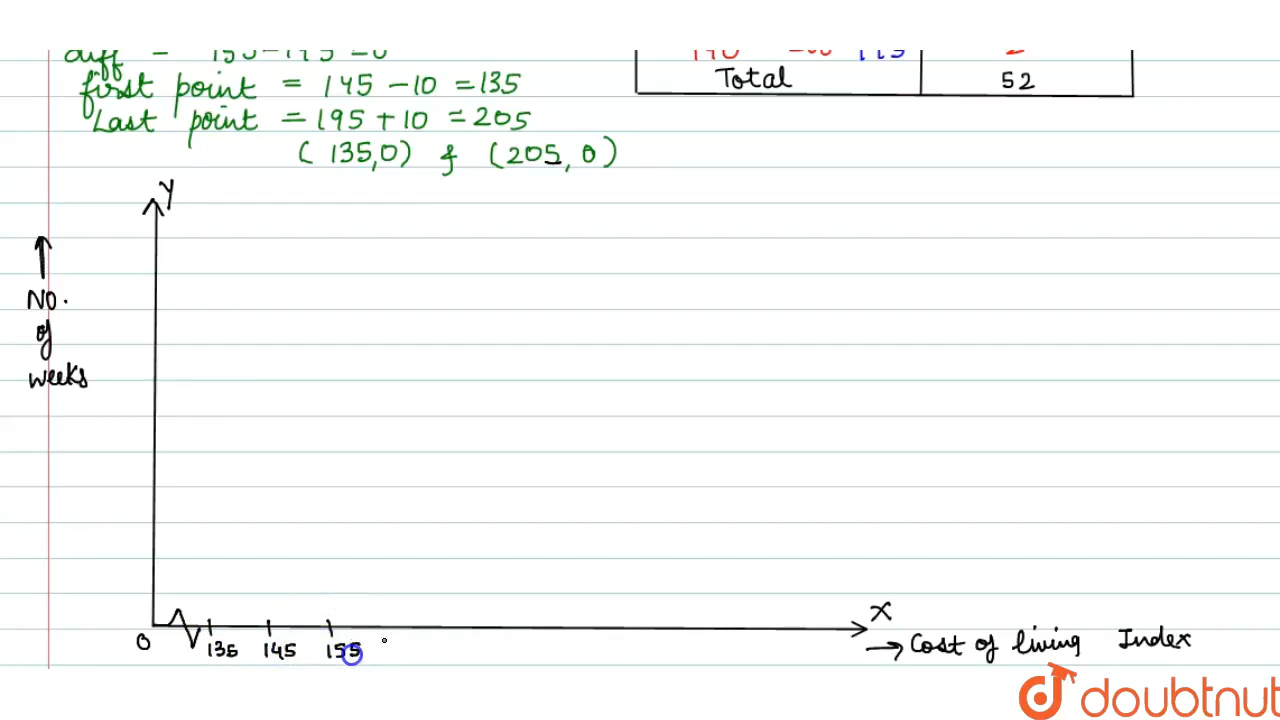 first point = 145 - 10 = 135
Last point = 195 + 10 = 205
(135,0) & (205,0)
Total 52
Y
No.
of
weeks
X
0 135 145 155
→ Cost of living Index
doubtnut